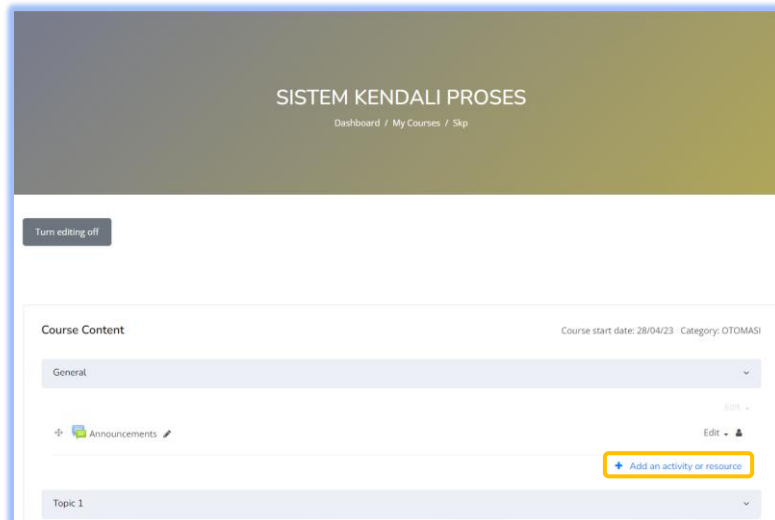 SISTEM KENDALI PROSES
Dashboard / My Courses / Skp
Turn editing off
Course Content
Course start date: 28/04/23 Category: OTOMASI
General
Edit
Announcements
Edit
Add an activity or resource
Topic 1